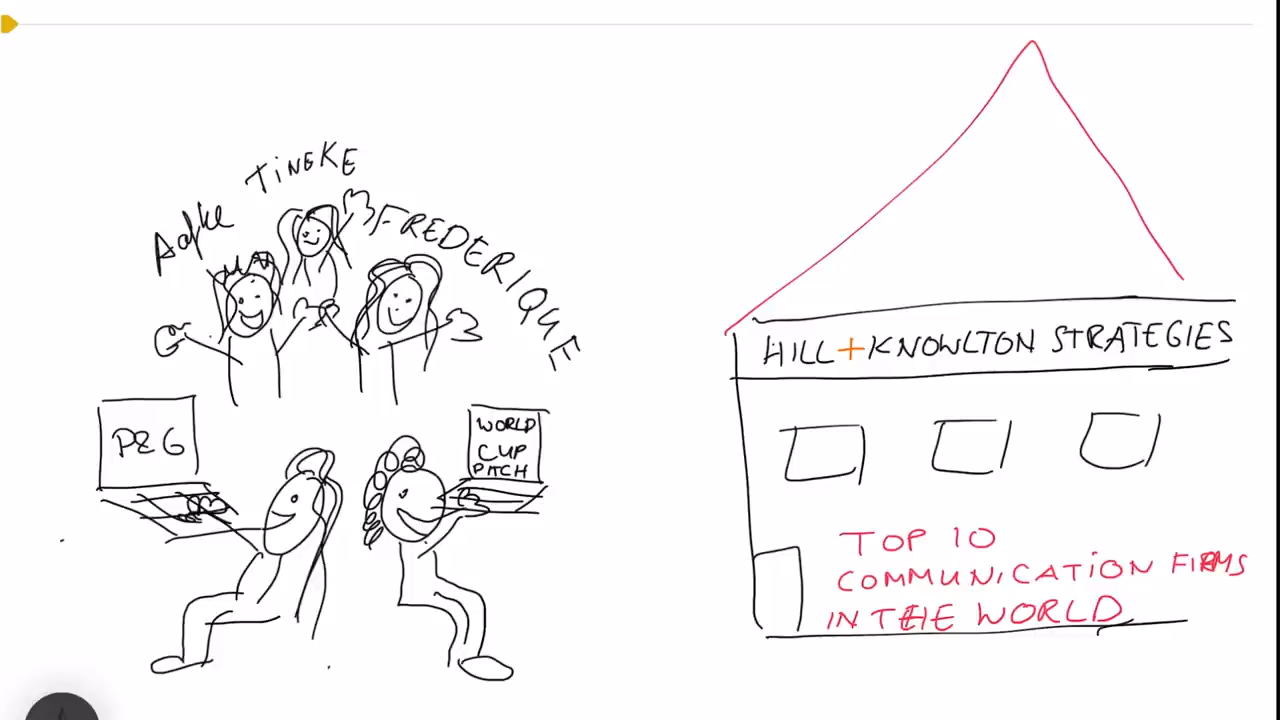 Aafke
TiNEKE
FREDERIQUE
P&G
WORLD
CUP
PITCH
HILL+KNOWLTON STRATEGIES
TOP 10
COMMUNICATION FIRMS
IN THE WORLD